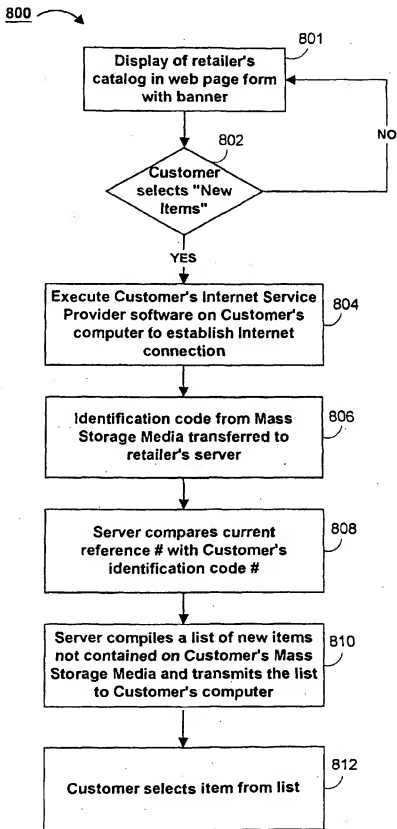 800
801
Display of retailer's
catalog in web page form
with banner
NO
802
Customer
selects "New
Items"
YES
Execute Customer's Internet Service
Provider software on Customer's
computer to establish Internet
connection
804
Identification code from Mass
Storage Media transferred to
retailer's server
806
Server compares current
reference # with Customer's
identification code #
808
Server compiles a list of new items
not contained on Customer's Mass
Storage Media and transmits the list
to Customer's computer
810
Customer selects item from list
812